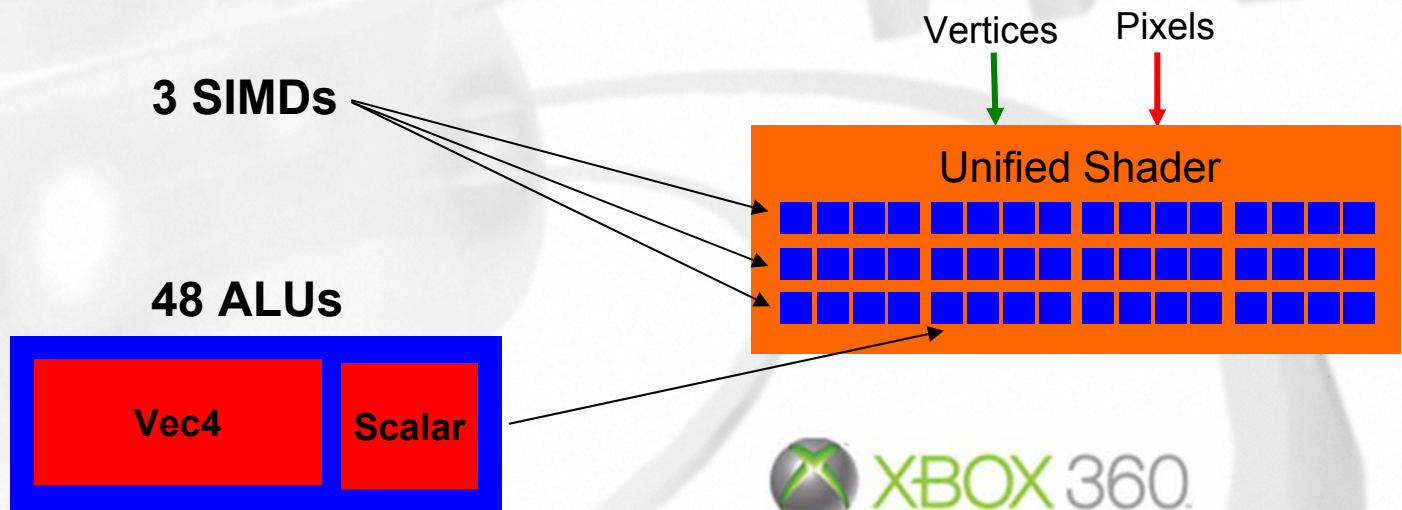 Vertices
Pixels
3 SIMDs
Unified Shader
48 ALUs
Vec4
Scalar
XBOX 360